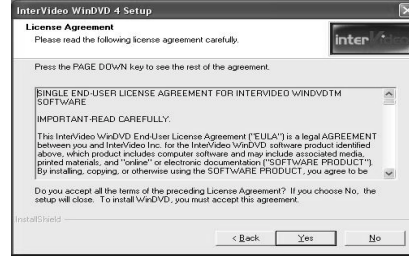 InterVideo WinDVD 4 Setup
License Agreement
Please read the following license agreement carefully.
inter
Press the PAGE DOWN key to see the rest of the agreement.
SINGLE END-USER LICENSE AGREEMENT FOR INTERVIDEO WINDVDTM
SOFTWARE
IMPORTANT-READ CAREFULLY.
This InterVideo WinDVD End-User License Agreement ("EULA") is a legal AGREEMENT
between you and InterVideo Inc. for the WinDVD software product identified
above, which product includes computer software and may include associated media,
printed materials, and "online" or electronic documentation ("SOFTWARE PRODUCT").
By installing, copying, or otherwise using the SOFTWARE PRODUCT, you agree to be
Do you accept all the terms of the preceding License Agreement? If you choose No, the
setup will close. To install WinDVD, you must accept this agreement.
InstallShield
< Back Yes No